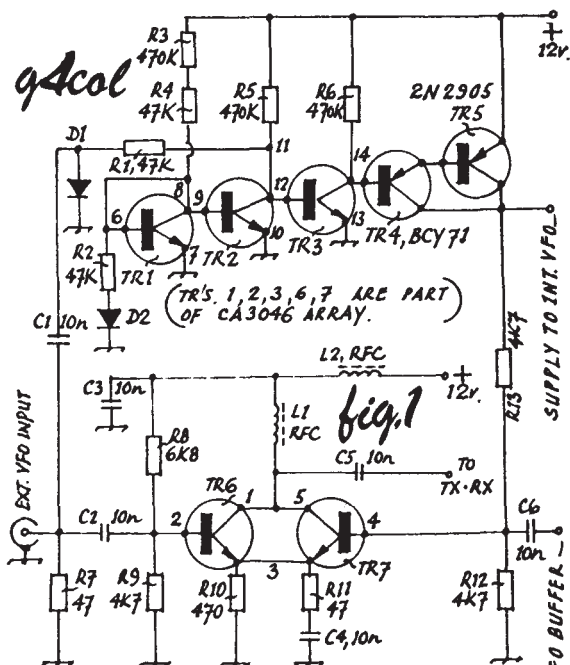 g4col
R3
470K
R4
47K
R5
470K
R6
470K
2N2905
TR5
+
12v.
D1
R1,47K
11
14
8
9
12
6
7
10
13
TR1
TR2
TR3
TR4, BCY71
R2
47K
D2
(TR'S. 1, 2, 3, 6, 7 ARE PART
OF CA3046 ARRAY.)
SUPPLY TO INT. VFO
4K7
R13
C1 10n
C3 10n
L2, RFC
+
12v.
fig.1
L1
RFC
R8
6K8
C5 10n
TO
TX·RX
EXT. VFO INPUT
C2 10n
TR6
1
5
2
4
3
TR7
C6
10n
R7
47
R9
4K7
R10
470
R11
47
C4,10n
R12
4K7
O BUFFER